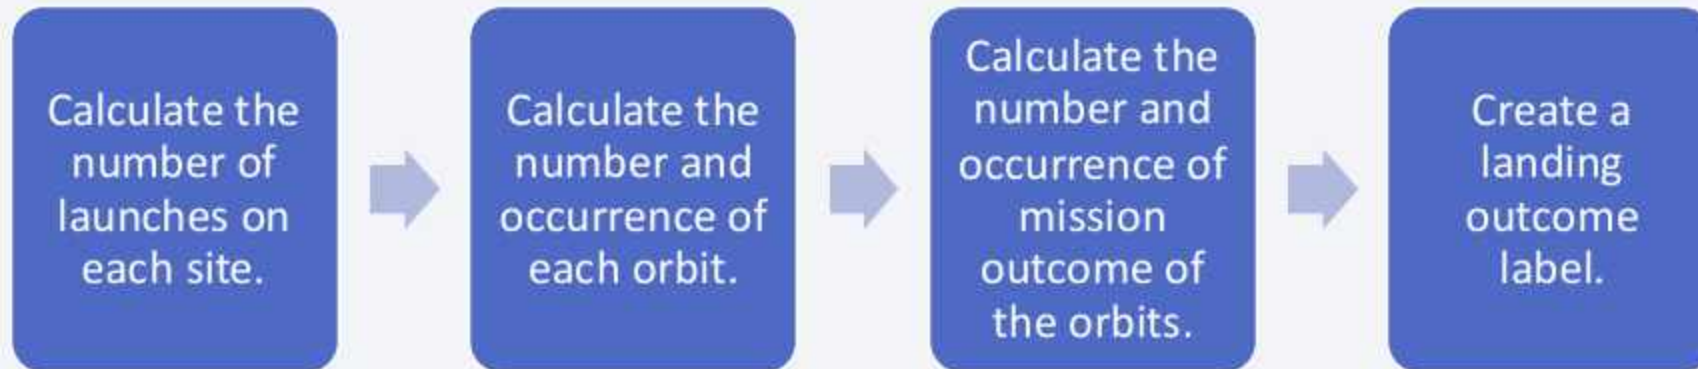 Calculate the
number of
launches on
each site.
Calculate the
number and
occurrence of
each orbit.
Calculate the
number and
occurrence of
mission
outcome of
the orbits.
Create a
landing
outcome
label.